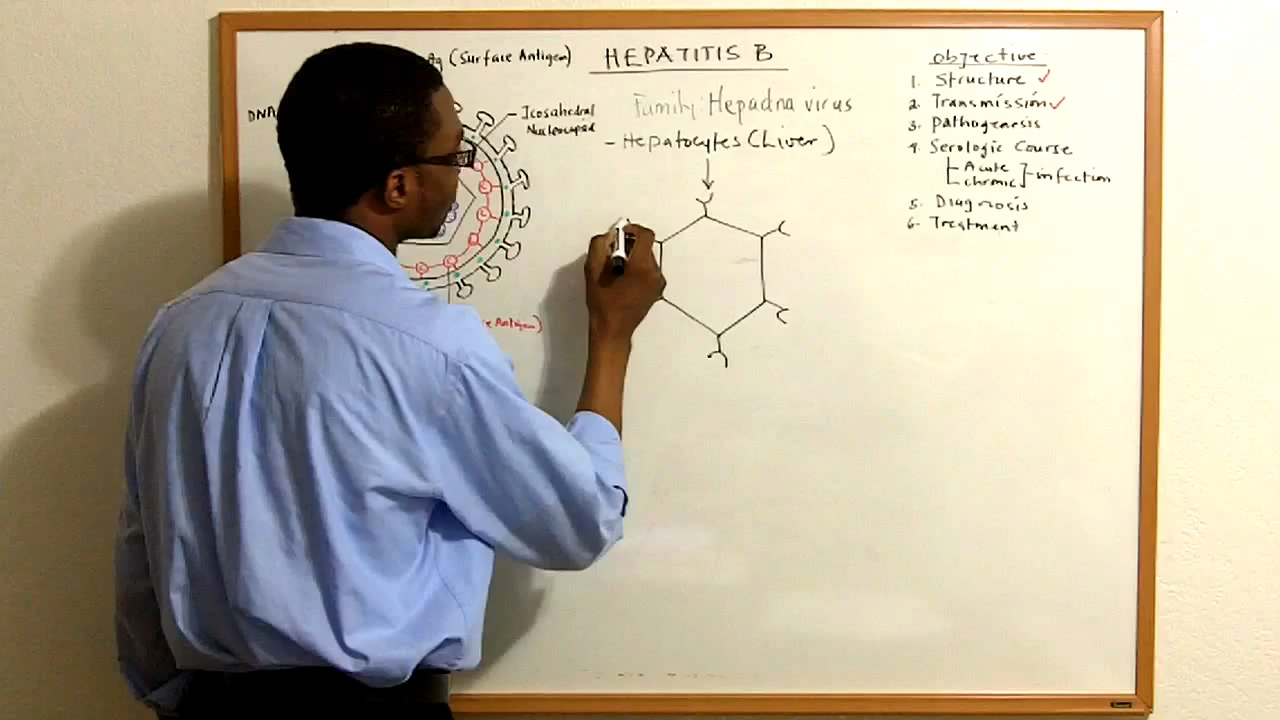 Ag (Surface Antigen)
HEPATITIS B
DNA
Icosahedral
Nucleocapsid
Family: Hepadna virus
- Hepatocytes (Liver)
Antigen)
Objective
1. Structure ✓
2. Transmission ✓
3. Pathogenesis
4. Serologic Course
Acute
chronic
infection
5. Diagnosis
6. Treatment